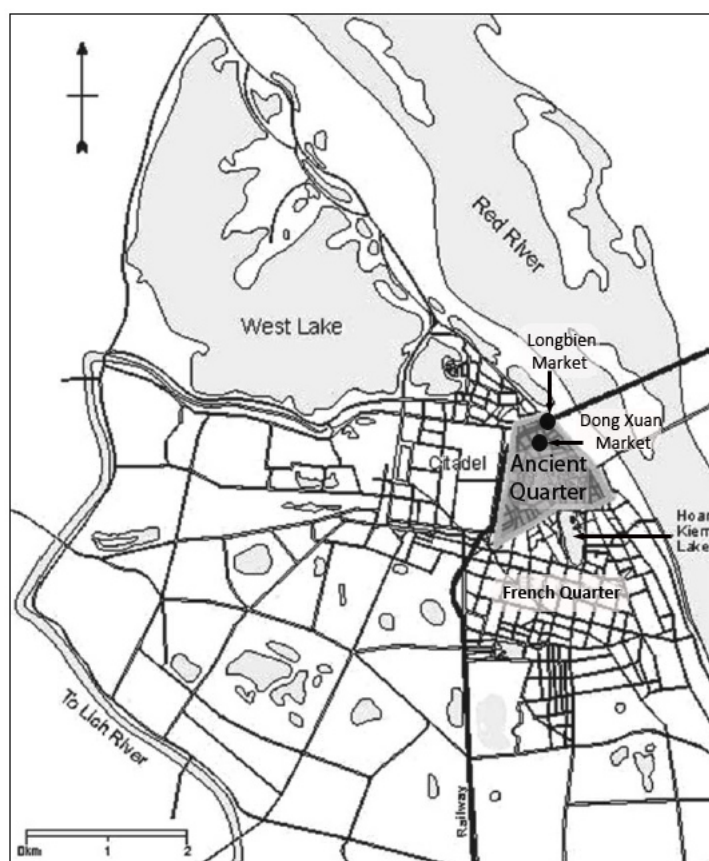 Red River
West Lake
Longbien
Market
Dong Xuan
Market
Citadel
Ancient
Quarter
Hoan
Kiem
Lake
French Quarter
To Lich River
Railway
0km 1 2